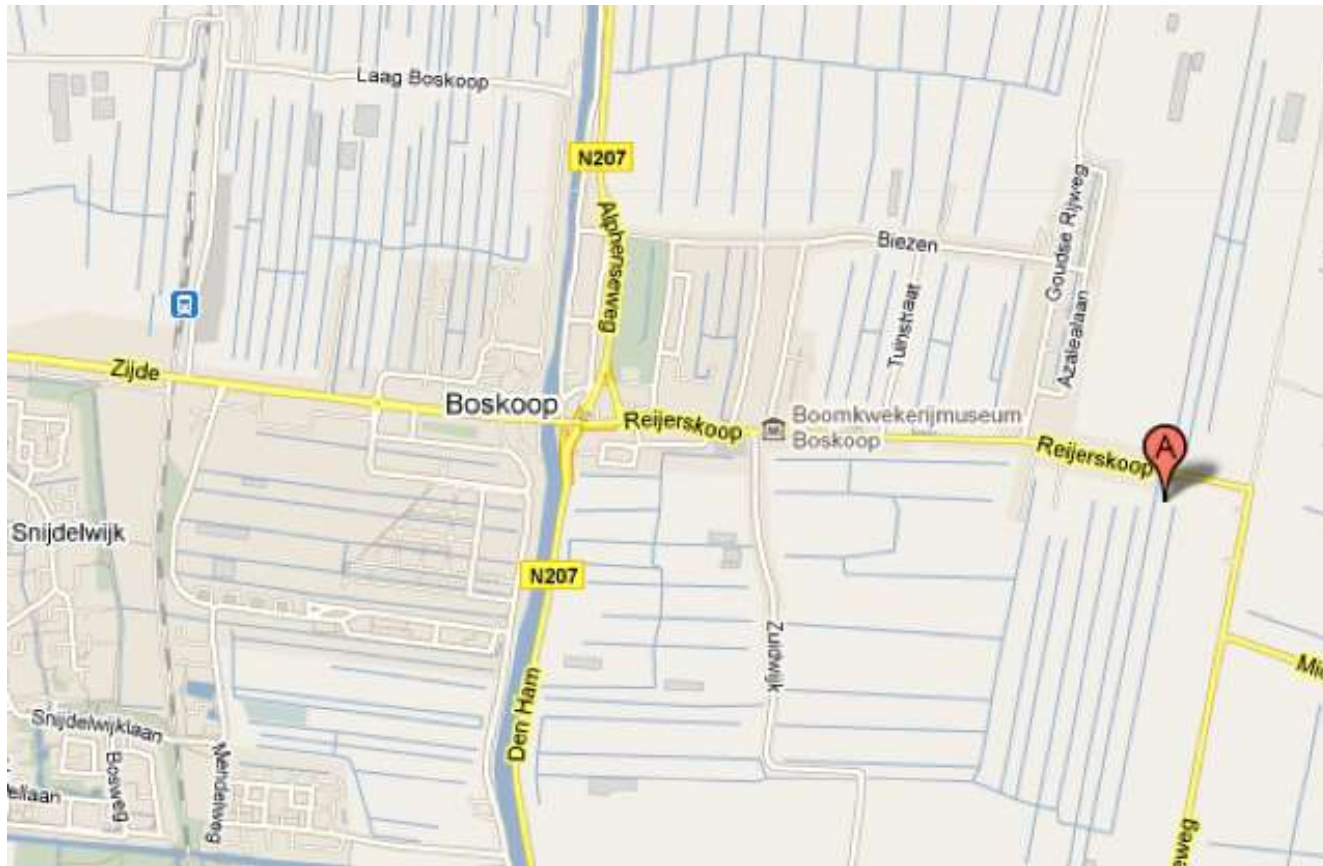 Laag Boskoop
N207
Alphenseweg
Biezen
Goudse Rijweg
Tuinstraat
Azalealaan
Zijde
Boskoop
Reijerskoop
Boomkwekerijmuseum
Boskoop
Reijerskoop
A
Snijdelwijk
N207
Zuidwijk
Den Ham
Snijdelwijklaan
Bosweg
ellaan